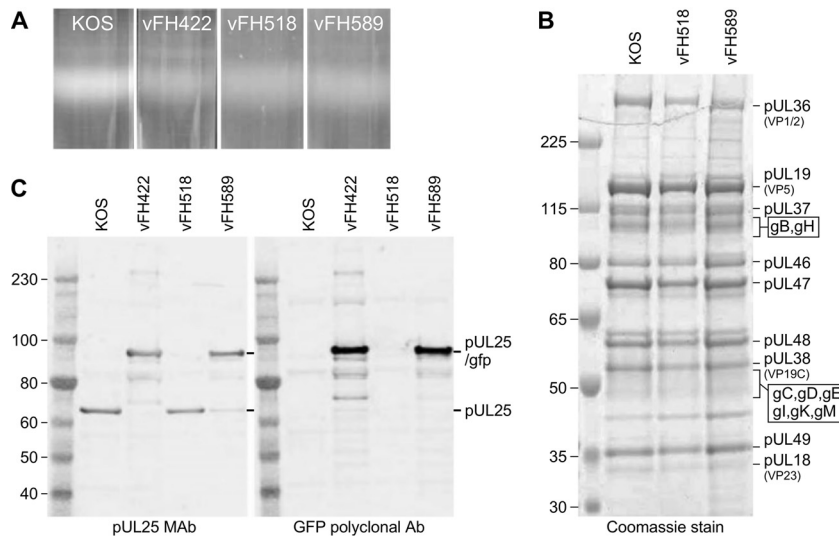 A
KOS vFH422 vFH518 vFH589
B
KOS
vFH518
vFH589
225
115
80
65
50
35
30
pUL36
(VP1/2)
pUL19
(VP5)
pUL37
gB,gH
pUL46
pUL47
pUL48
pUL38
(VP19C)
gC,gD,gE
gI,gK,gM
pUL49
pUL18
(VP23)
Coomassie stain
C
KOS
vFH422
vFH518
vFH589
KOS
vFH422
vFH518
vFH589
230
100
80
60
50
40
pUL25
/gfp
pUL25
pUL25 MAb
GFP polyclonal Ab